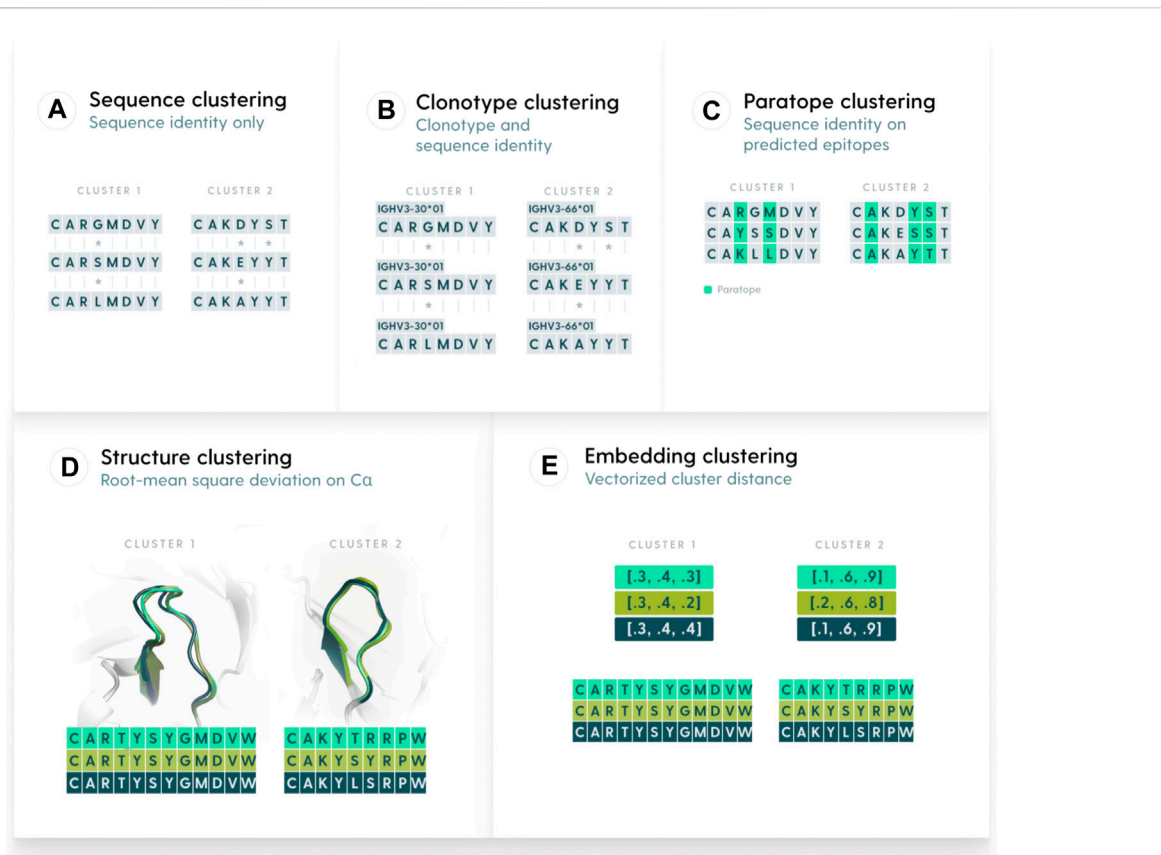 A
Sequence clustering
Sequence identity only
CLUSTER 1
CLUSTER 2
C A R G M D V Y
C A K D Y S T
*
* *
C A R S M D V Y
C A K E Y Y T
*
*
C A R L M D V Y
C A K A Y Y T
B
Clonotype clustering
Clonotype and
sequence identity
CLUSTER 1
CLUSTER 2
IGHV3-30*01
IGHV3-66*01
C A R G M D V Y
C A K D Y S T
*
* *
IGHV3-30*01
IGHV3-66*01
C A R S M D V Y
C A K E Y Y T
*
*
IGHV3-30*01
IGHV3-66*01
C A R L M D V Y
C A K A Y Y T
C
Paratope clustering
Sequence identity on
predicted epitopes
CLUSTER 1
CLUSTER 2
C A R G M D V Y
C A K D Y S T
C A Y S S D V Y
C A K E S S T
C A K L L D V Y
C A K A Y T T
Paratope
D
Structure clustering
Root-mean square deviation on Cα
CLUSTER 1
CLUSTER 2
C A R T Y S Y G M D V W
C A K Y T R R P W
C A R T Y S Y G M D V W
C A K Y S Y R P W
C A R T Y S Y G M D V W
C A K Y L S R P W
E
Embedding clustering
Vectorized cluster distance
CLUSTER 1
CLUSTER 2
[.3, .4, .3]
[.1, .6, .9]
[.3, .4, .2]
[.2, .6, .8]
[.3, .4, .4]
[.1, .6, .9]
C A R T Y S Y G M D V W
C A K Y T R R P W
C A R T Y S Y G M D V W
C A K Y S Y R P W
C A R T Y S Y G M D V W
C A K Y L S R P W